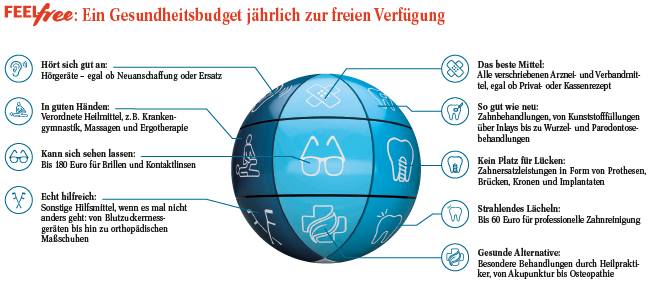 FEELfree: Ein Gesundheitsbudget jährlich zur freien Verfügung
Hört sich gut an:
Hörgeräte – egal ob Neuanschaffung oder Ersatz
In guten Händen:
Verordnete Heilmittel, z.B. Kranken-
gymnastik, Massagen und Ergotherapie
Kann sich sehen lassen:
Bis 180 Euro für Brillen und Kontaktlinsen
Echt hilfreich:
Sonstige Hilfsmittel, wenn es mal nicht
anders geht: von Blutzuckermess-
geräten bis hin zu orthopädischen
Maßschuhen
Das beste Mittel:
Alle verschriebenen Arznei- und Verbandmit-
tel, egal ob Privat- oder Kassenrezept
So gut wie neu:
Zahnbehandlungen, von Kunststofffüllungen
über Inlays bis zu Wurzel- und Parodontose-
behandlungen
Kein Platz für Lücken:
Zahnersatzleistungen in Form von Prothesen,
Brücken, Kronen und Implantaten
Strahlendes Lächeln:
Bis 60 Euro für professionelle Zahnreinigung
Gesunde Alternative:
Besondere Behandlungen durch Heilprakti-
ker, von Akupunktur bis Osteopathie